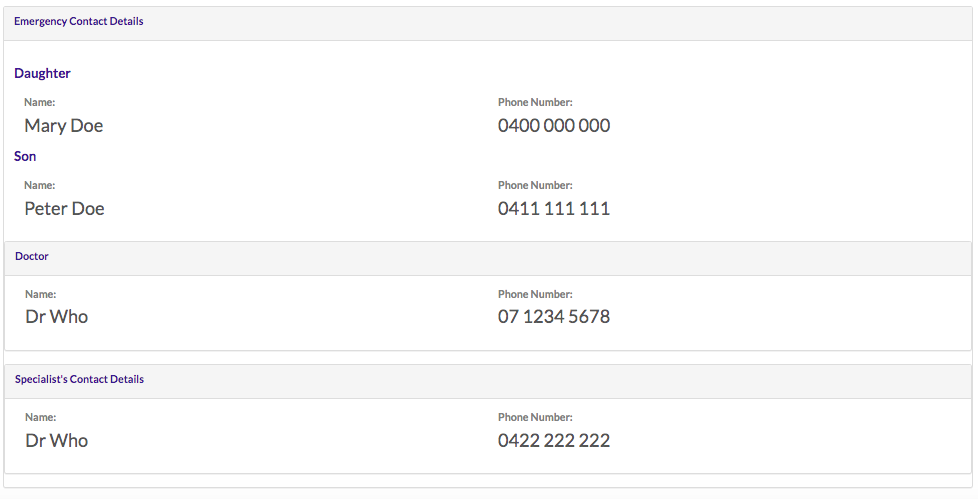 Emergency Contact Details
Daughter
Name: Phone Number:
Mary Doe 0400 000 000
Son
Name: Phone Number:
Peter Doe 0411 111 111
Doctor
Name: Phone Number:
Dr Who 07 1234 5678
Specialist's Contact Details
Name: Phone Number:
Dr Who 0422 222 222